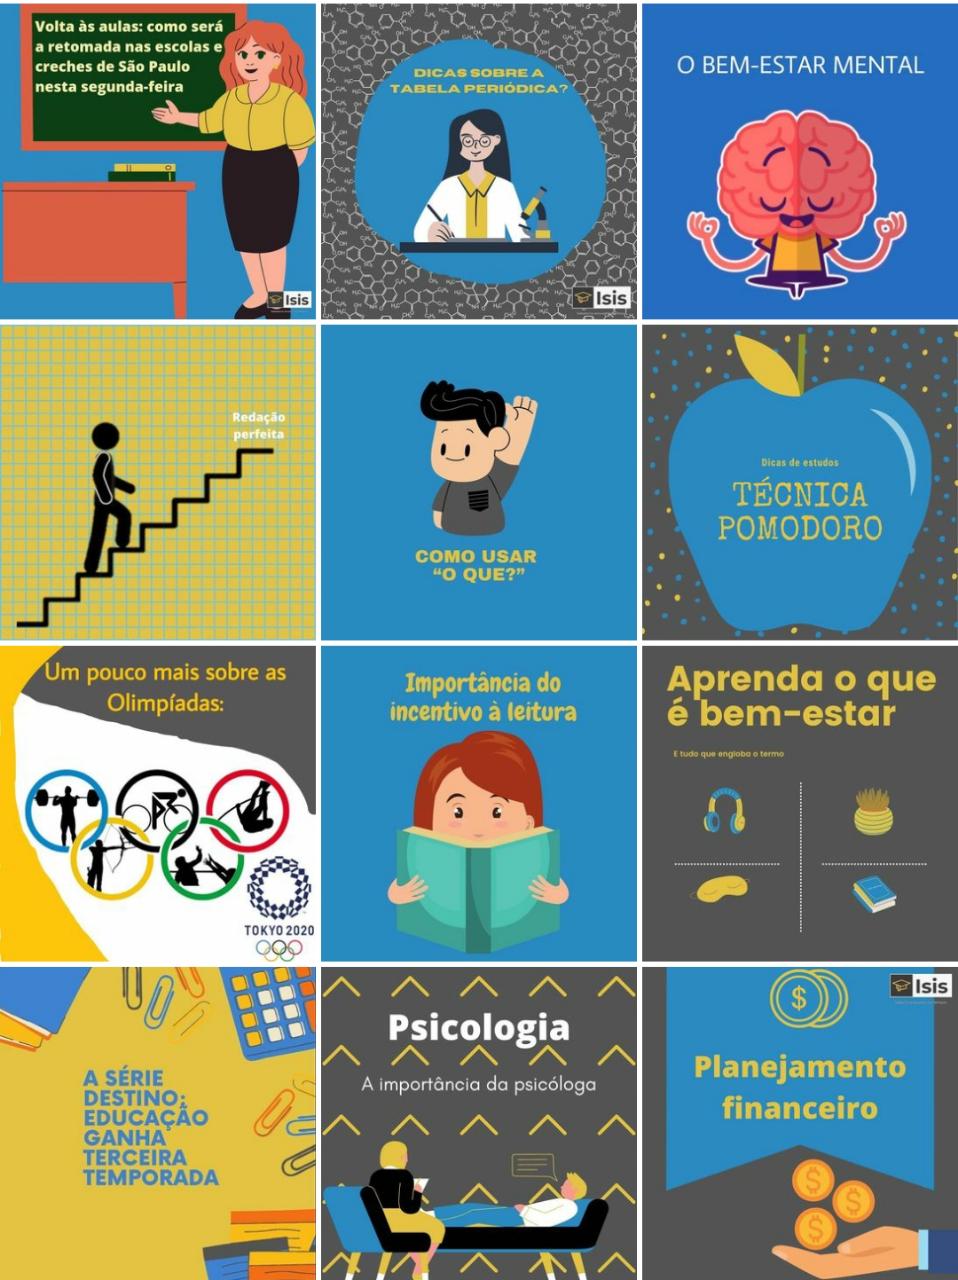 Volta às aulas: como será
a retomada nas escolas e
creches de São Paulo
nesta segunda-feira
Isis
DICAS SOBRE A
TABELA PERIÓDICA?
Isis
O BEM-ESTAR MENTAL
Redação
perfeita
COMO USAR
“O QUE?”
Dicas de estudos
TÉCNICA
POMODORO
Um pouco mais sobre as
Olimpíadas:
TOKYO 2020
Importância do
incentivo à leitura
Aprenda o que
é bem-estar
E tudo que engloba o termo
A SÉRIE
DESTINO:
EDUCAÇÃO
GANHA
TERCEIRA
TEMPORADA
Psicologia
A importância da psicóloga
Isis
Planejamento
financeiro